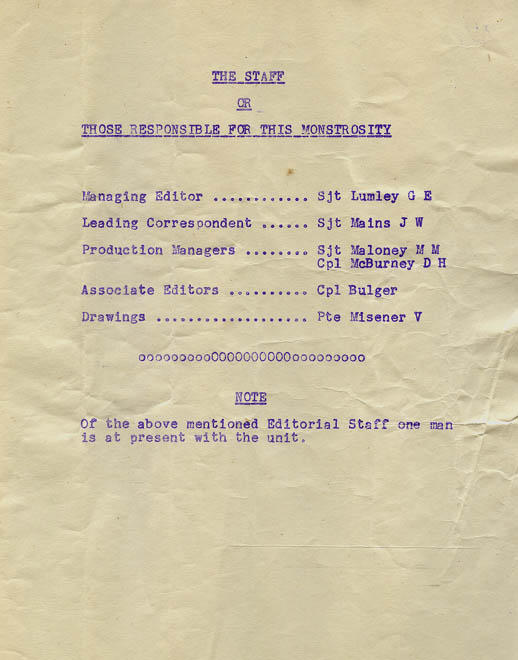 THE STAFF
OR
THOSE RESPONSIBLE FOR THIS MONSTROSITY
Managing Editor ............ Sjt Lumley G E
Leading Correspondent ...... Sjt Mains J W
Production Managers ........ Sjt Maloney M M
Cpl McBurney D H
Associate Editors .......... Cpl Bulger
Drawings ................... Pte Misener V
oooooooooOOOOOOOOOOooooooooo
NOTE
Of the above mentioned Editorial Staff one man
is at present with the unit.